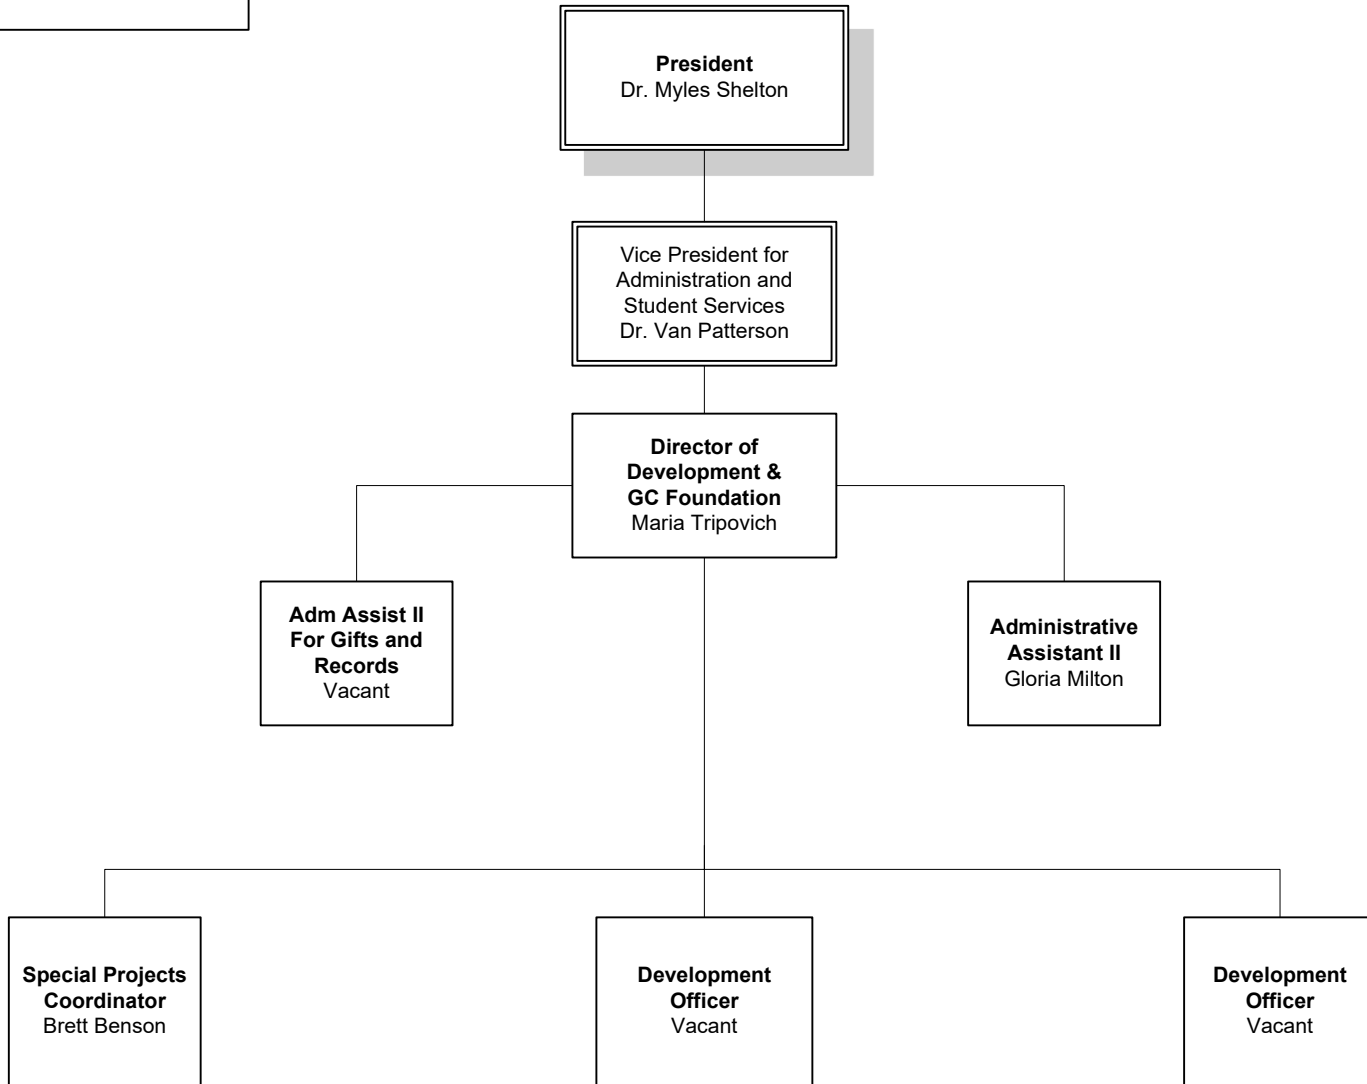 President
Dr. Myles Shelton
Vice President for
Administration and
Student Services
Dr. Van Patterson
Director of
Development &
GC Foundation
Maria Tripovich
Adm Assist II
For Gifts and
Records
Vacant
Administrative
Assistant II
Gloria Milton
Special Projects
Coordinator
Brett Benson
Development
Officer
Vacant
Development
Officer
Vacant